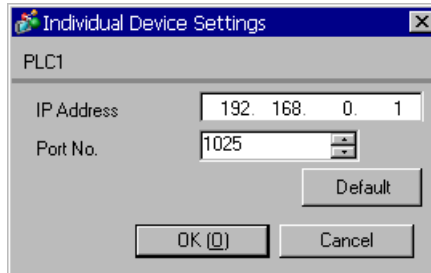 Individual Device Settings
PLC1
IP Address 192. 168. 0. 1
Port No. 1025
Default
OK (O) Cancel